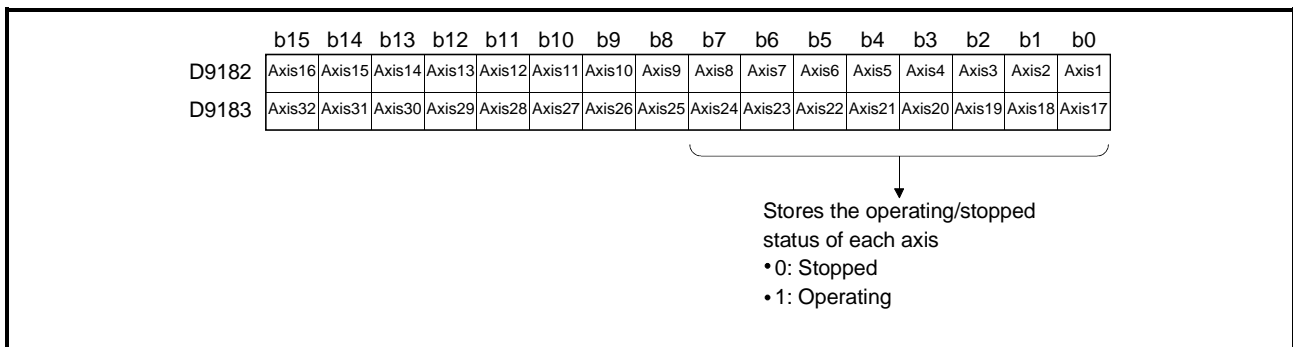 b15 b14 b13 b12 b11 b10 b9 b8 b7 b6 b5 b4 b3 b2 b1 b0
D9182 Axis16 Axis15 Axis14 Axis13 Axis12 Axis11 Axis10 Axis9 Axis8 Axis7 Axis6 Axis5 Axis4 Axis3 Axis2 Axis1
D9183 Axis32 Axis31 Axis30 Axis29 Axis28 Axis27 Axis26 Axis25 Axis24 Axis23 Axis22 Axis21 Axis20 Axis19 Axis18 Axis17
Stores the operating/stopped
status of each axis
• 0: Stopped
• 1: Operating